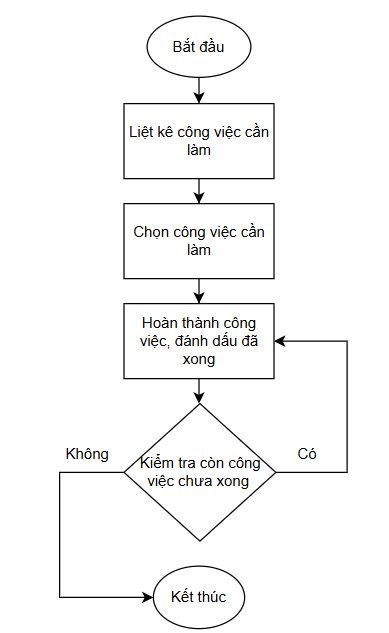 Bắt đầu
Liệt kê công việc cần
làm
Chọn công việc cần
làm
Hoàn thành công
việc, đánh dấu đã
xong
Không
Có
Kiểm tra còn công
việc chưa xong
Kết thúc